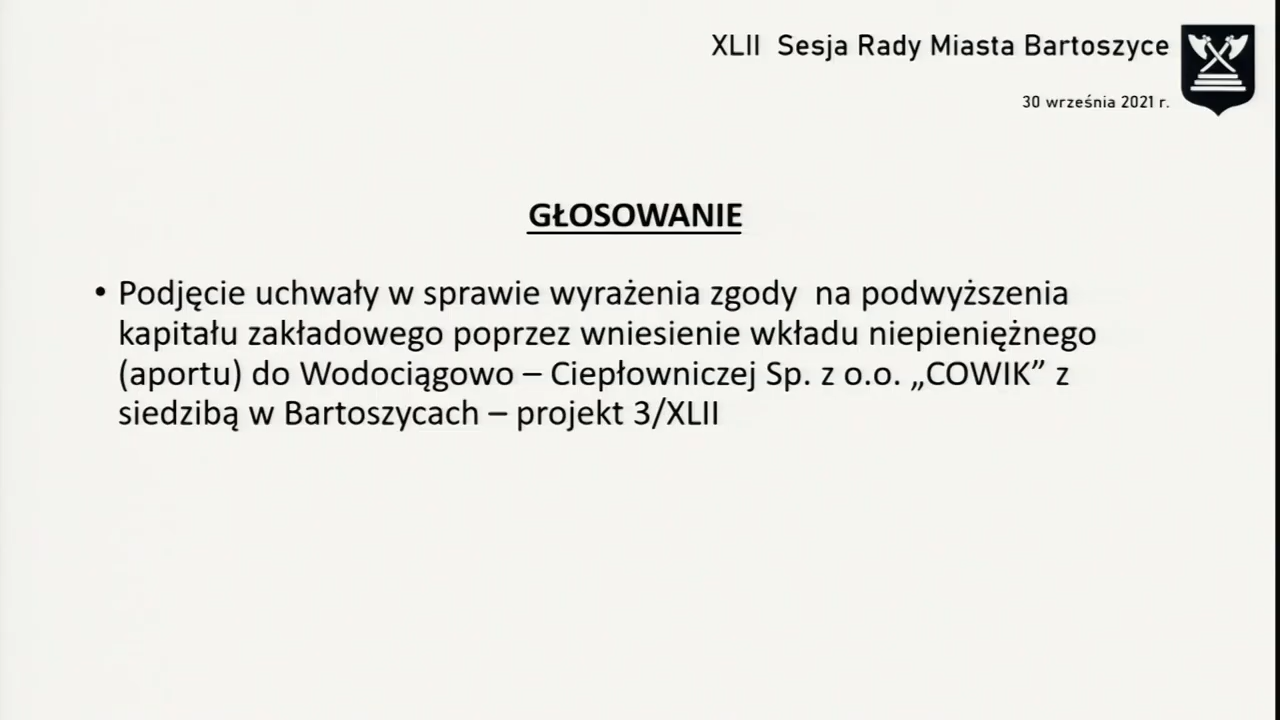 XLII Sesja Rady Miasta Bartoszyce
30 września 2021 r.
GŁOSOWANIE
• Podjęcie uchwały w sprawie wyrażenia zgody na podwyższenia
kapitału zakładowego poprzez wniesienie wkładu niepieniężnego
(aportu) do Wodociągowo – Ciepłowniczej Sp. z o.o. „COWIK” z
siedzibą w Bartoszycach – projekt 3/XLII